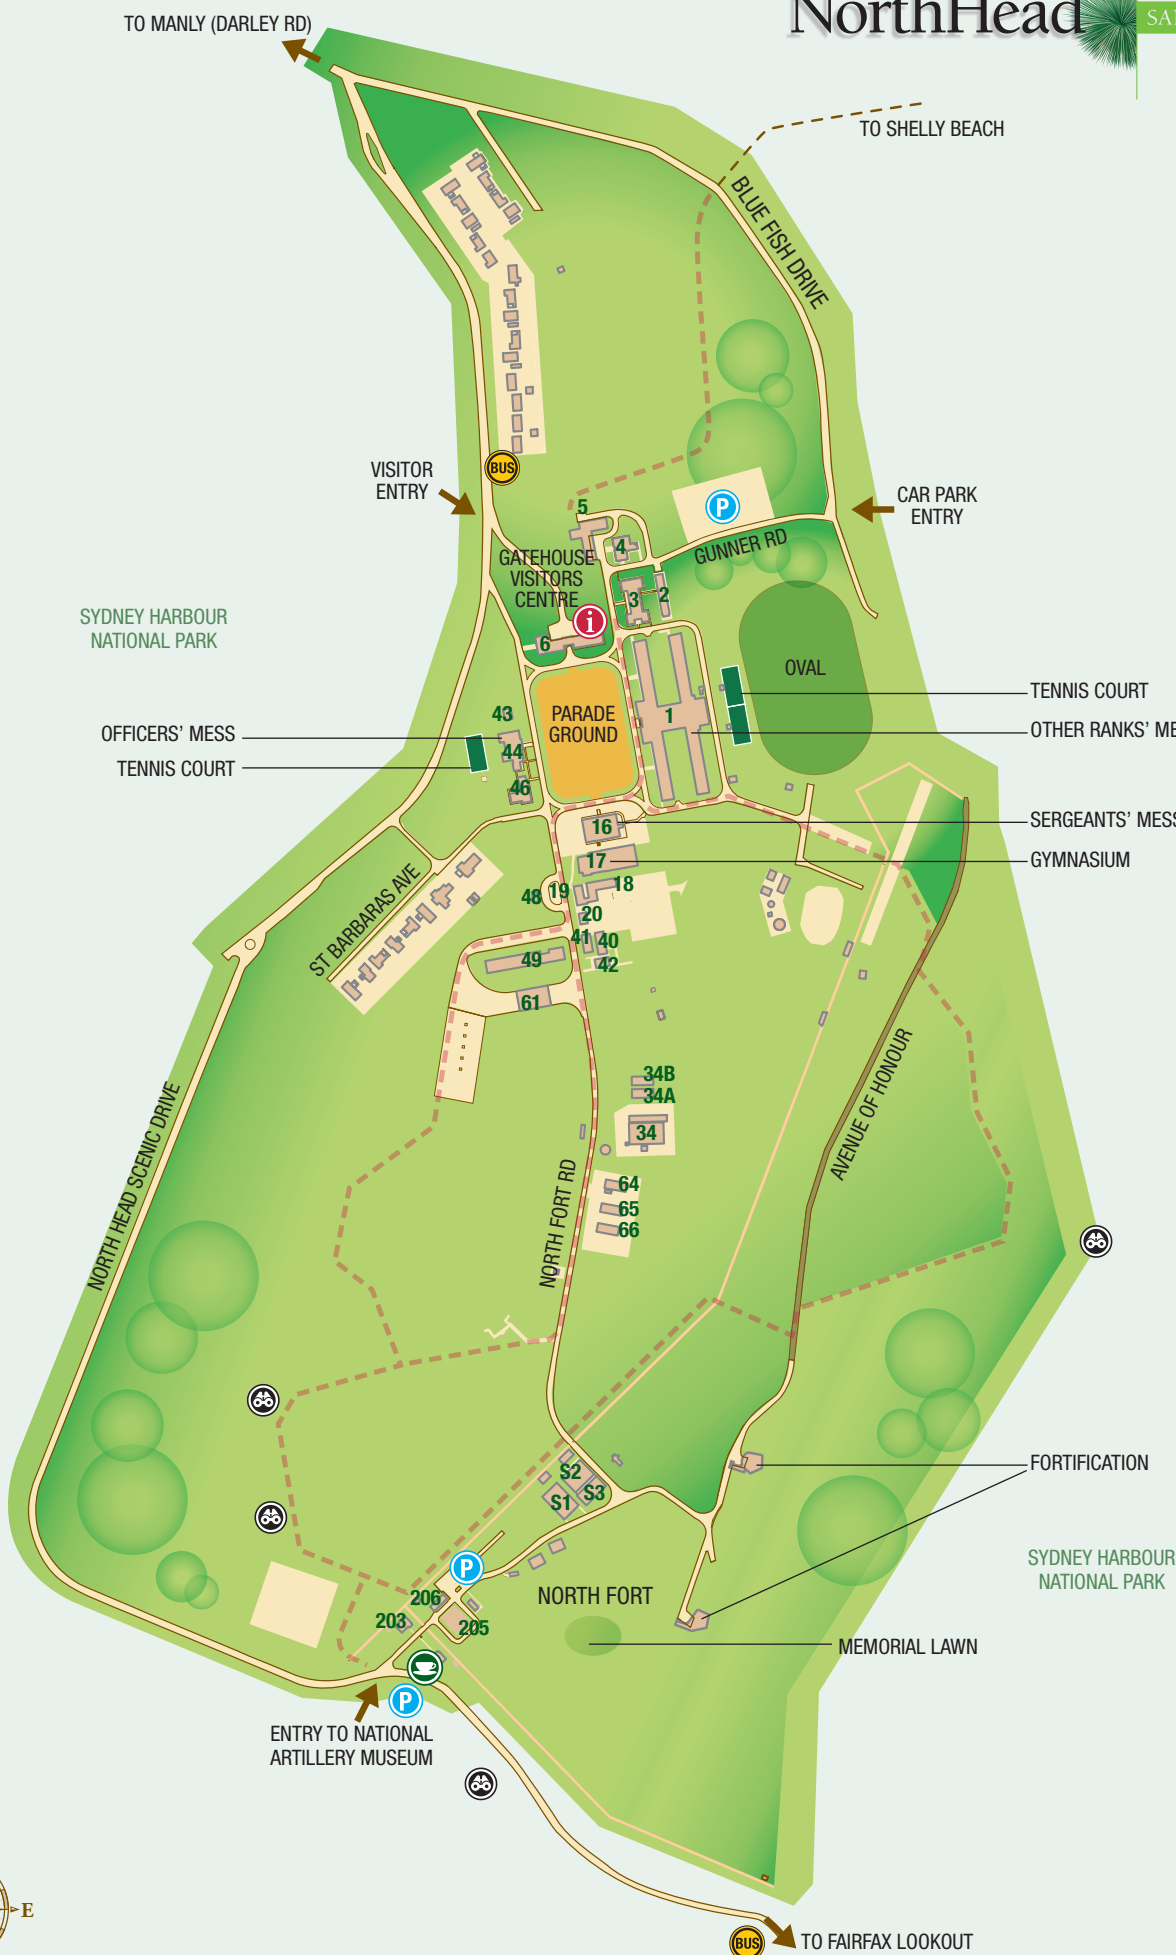 NorthHead
TO MANLY (DARLEY RD)
TO SHELLY BEACH
BLUE FISH DRIVE
VISITOR
ENTRY
BUS
P
CAR PARK
ENTRY
5
4
GUNNER RD
GATEHOUSE
VISITORS
CENTRE
3
2
i
6
SYDNEY HARBOUR
NATIONAL PARK
OVAL
TENNIS COURT
43
PARADE
GROUND
1
OTHER RANKS'
OFFICERS' MESS
44
TENNIS COURT
46
16
SERGEANTS'
17
GYMNASIUM
ST BARBARAS AVE
48
19
18
20
41
40
42
49
61
AVENUE OF HONOUR
34B
34A
34
NORTH HEAD SCENIC DRIVE
NORTH FORT RD
64
65
66
S2
S3
S1
FORTIFICATION
P
SYDNEY HARBOUR
NATIONAL PARK
206
203
205
NORTH FORT
MEMORIAL LAWN
P
ENTRY TO NATIONAL
ARTILLERY MUSEUM
E
BUS
TO FAIRFAX LOOKOUT